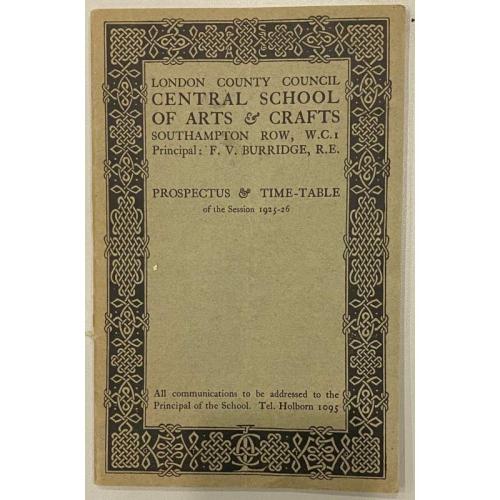 LONDON COUNTY COUNCIL
CENTRAL SCHOOL
OF ARTS & CRAFTS
SOUTHAMPTON ROW, W.C.1
Principal: F. V. BURRIDGE, R.E.
PROSPECTUS & TIME-TABLE
of the Session 1925-26
All communications to be addressed to the
Principal of the School. Tel. Holborn 1095